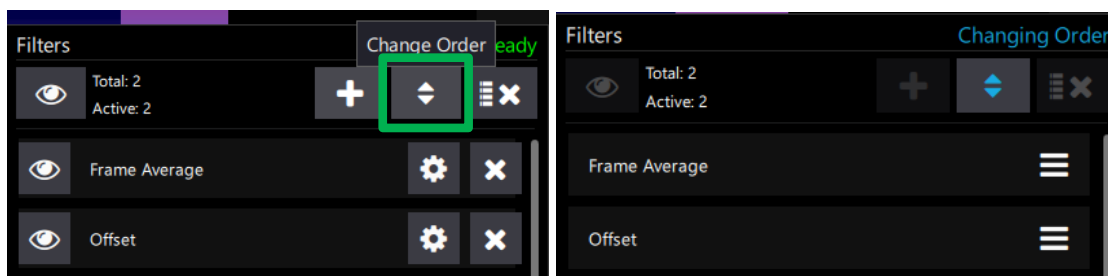 Filters
Change Order
eady
Total: 2
Active: 2
Frame Average
Offset
Filters
Changing Order
Total: 2
Active: 2
Frame Average
Offset